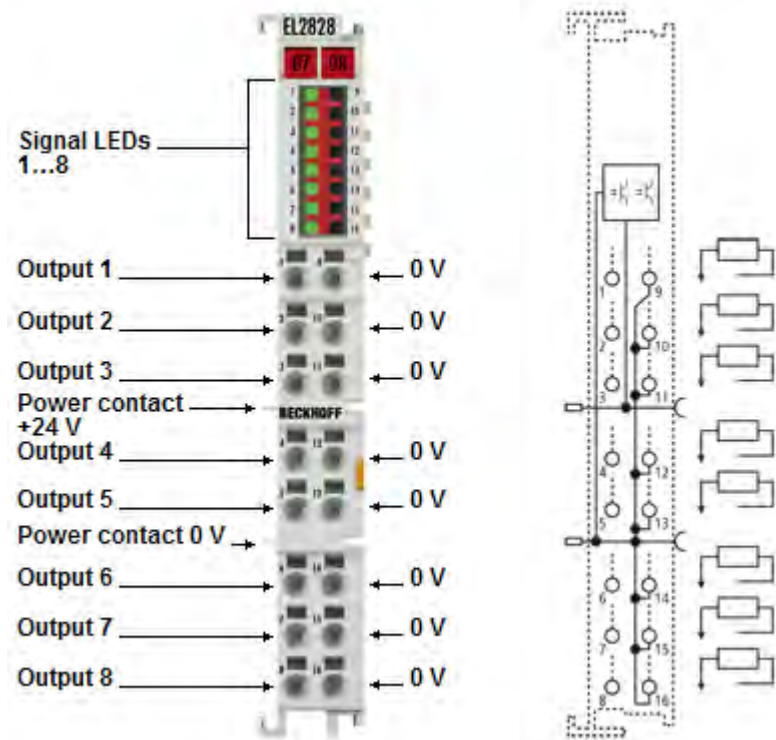 EL2828
07 08
Signal LEDs
1...8
Output 1
0 V
Output 2
0 V
Output 3
0 V
Power contact
+24 V
BECKHOFF
Output 4
0 V
Output 5
0 V
Power contact 0 V
Output 6
0 V
Output 7
0 V
Output 8
0 V
1
9
2
10
3
11
4
12
5
13
6
14
7
15
8
16